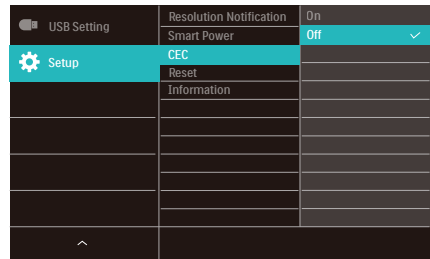 USB Setting
Setup
Resolution Notification
Smart Power
CEC
Reset
Information
On
Off